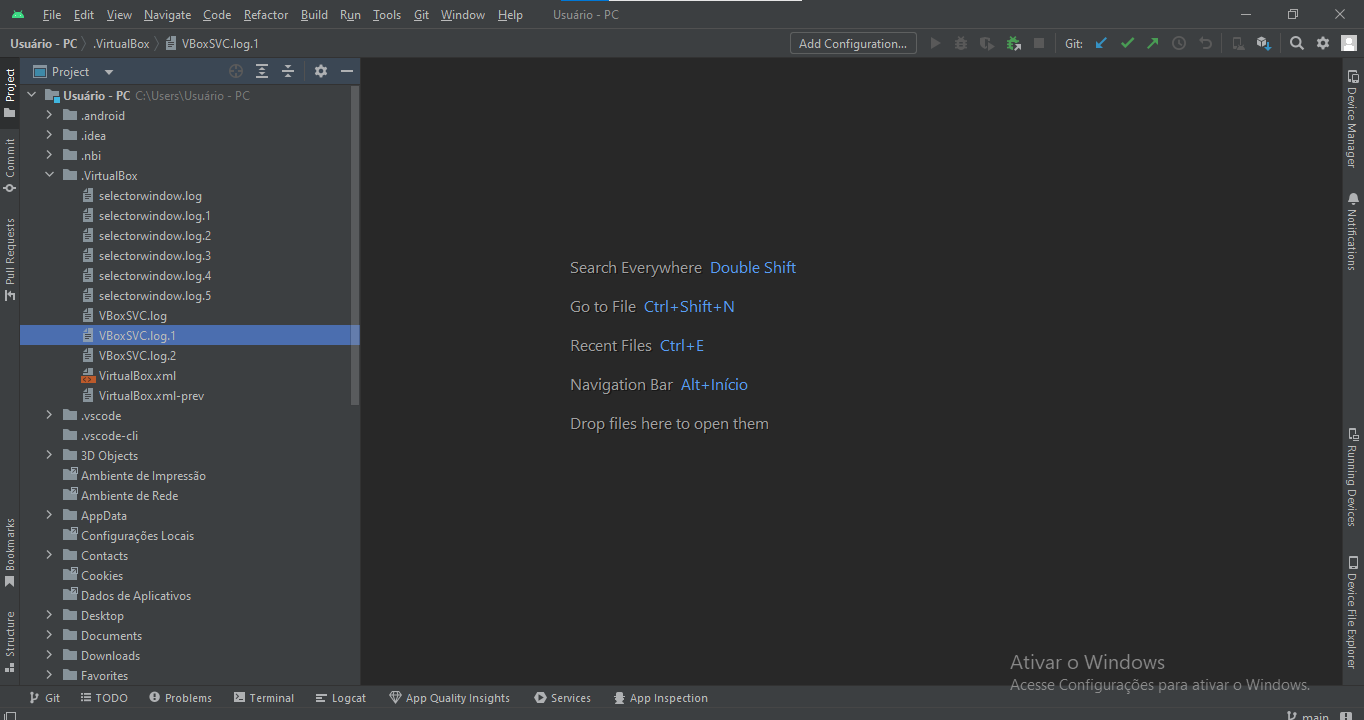 File Edit View Navigate Code Refactor Build Run Tools Git Window Help Usuário - PC
Usuário - PC .VirtualBox VBoxSVC.log.1 Add Configuration... Git:
Project
Project
Usuário - PC C:\Users\Usuário - PC
.android
.idea
.nbi
.VirtualBox
selectorwindow.log
selectorwindow.log.1
selectorwindow.log.2
selectorwindow.log.3
selectorwindow.log.4
selectorwindow.log.5
VBoxSVC.log
VBoxSVC.log.1
VBoxSVC.log.2
VirtualBox.xml
VirtualBox.xml-prev
.vscode
.vscode-cli
3D Objects
Ambiente de Impressão
Ambiente de Rede
AppData
Configurações Locais
Contacts
Cookies
Dados de Aplicativos
Desktop
Documents
Downloads
Favorites
Commit
Pull Requests
Bookmarks
Structure
Search Everywhere Double Shift
Go to File Ctrl+Shift+N
Recent Files Ctrl+E
Navigation Bar Alt+Início
Drop files here to open them
Device Manager
Notifications
Running Devices
Device File Explorer
Ativar o Windows
Acesse Configurações para ativar o Windows.
Git TODO Problems Terminal Logcat App Quality Insights Services App Inspection
main